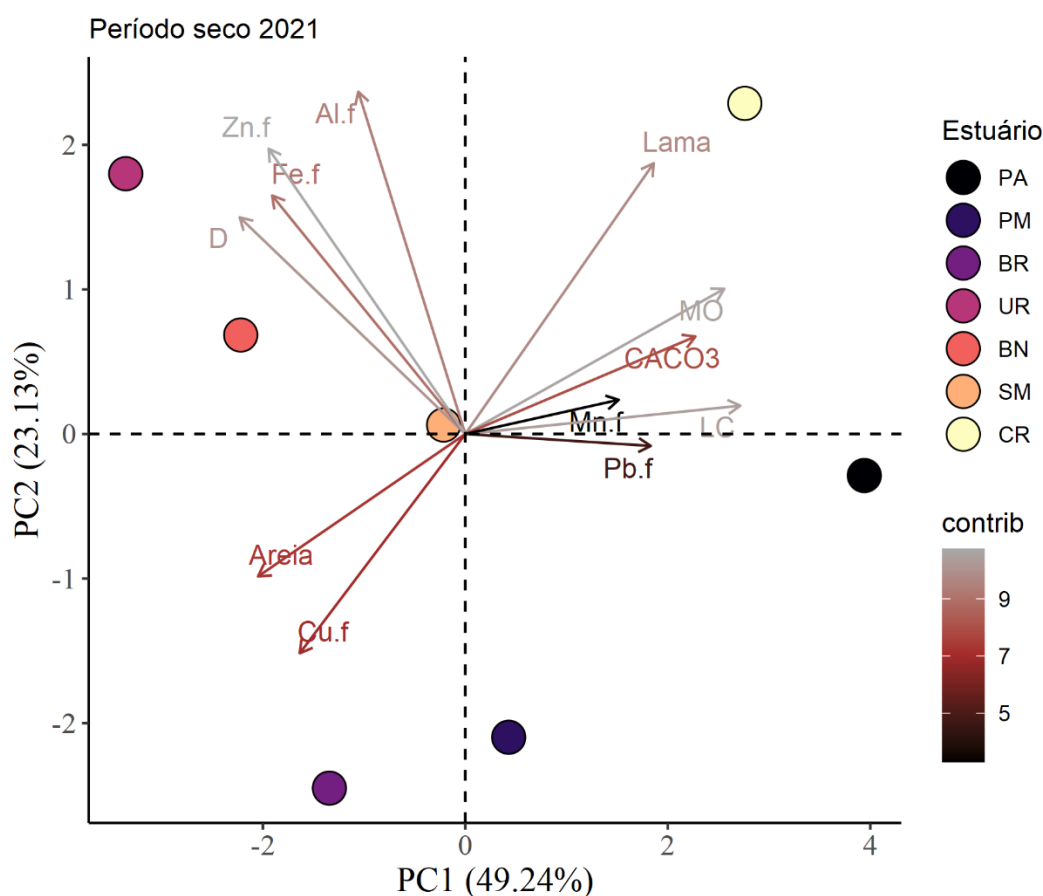 Período seco 2021
PC2 (23.13%)
2
1
0
-1
-2
Al.f
Zn.f
Fe.f
D
Lama
MO
CACO3
Mn.f
LC
Pb.f
Areia
Cu.f
-2
0
2
4
PC1 (49.24%)
Estuário
PA
PM
BR
UR
BN
SM
CR
contrib
9
7
5